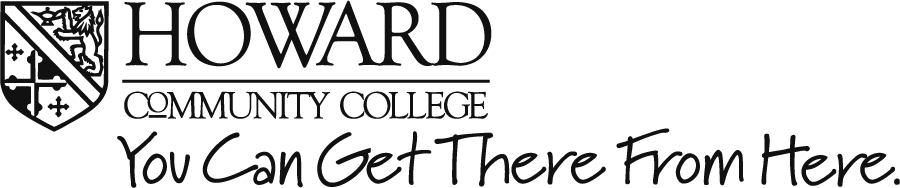 HOWARD
COMMUNITY COLLEGE
You Can Get There From Here.